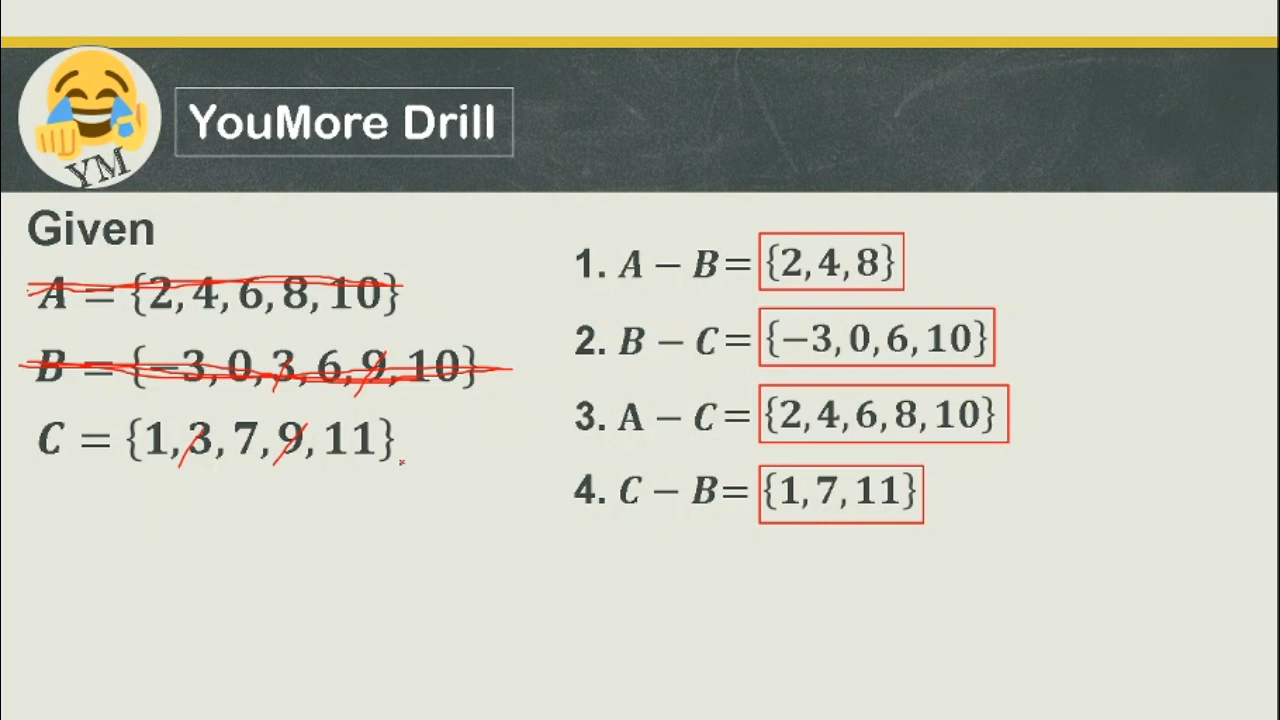 YM
YouMore Drill
Given
A = {2, 4, 6, 8, 10}
B = {−3, 0, 3, 6, 9, 10}
C = {1, 3, 7, 9, 11}
1. A − B= {2, 4, 8}
2. B − C= {−3, 0, 6, 10}
3. A − C= {2, 4, 6, 8, 10}
4. C − B= {1, 7, 11}